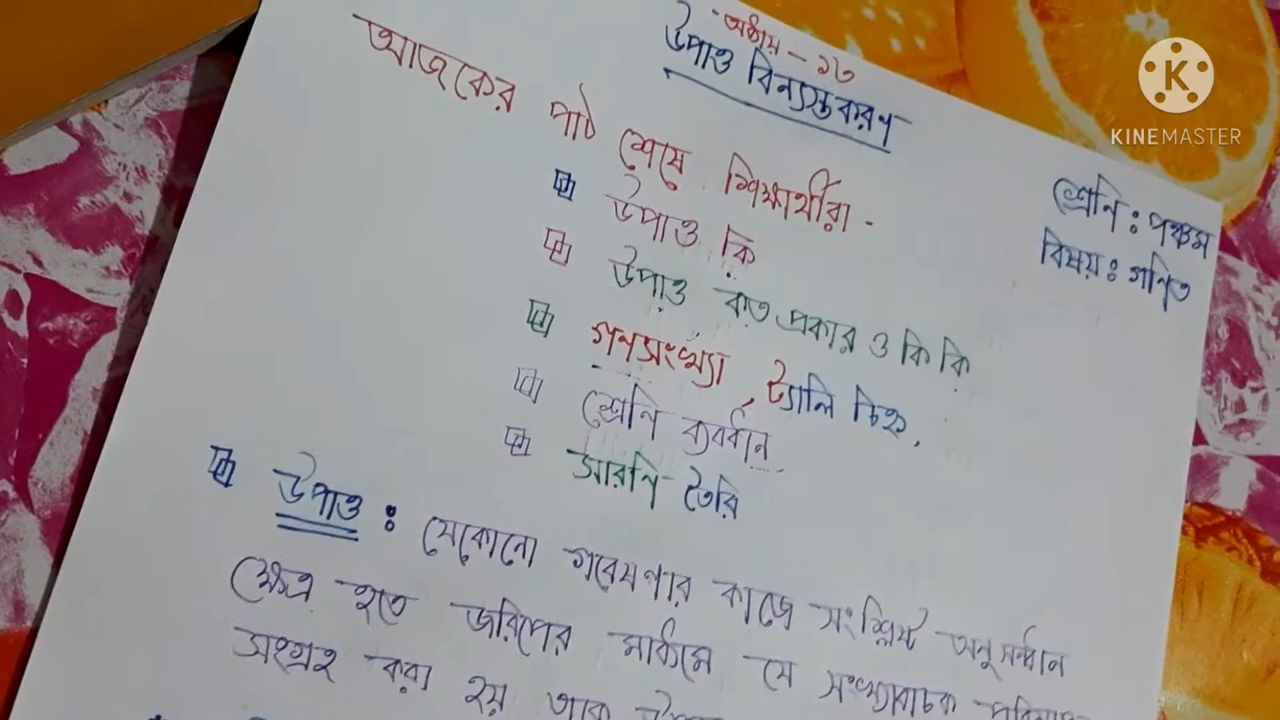 অধ্যায় - ১৩
উপাত্ত বিন্যস্তকরণ
KINEMASTER
আজকের পাঠ শেষে শিক্ষার্থীরা -
শ্রেনি : পঞ্চম
বিষয় : গণিত
উপাত্ত কি
উপাত্ত কত প্রকার ও কি কি
গণসংখ্যা, ট্যালি চিহ্ন,
শ্রেনি ব্যবধান
সারণি তৈরি
উপাত্ত : যেকোনো গবেষণার কাজে সংশ্লিষ্ট অনুসন্ধান
ক্ষেত্র হতে জরিপের মাধ্যমে যে সংখ্যাবাচক
সংগ্রহ করা হয় তাকে